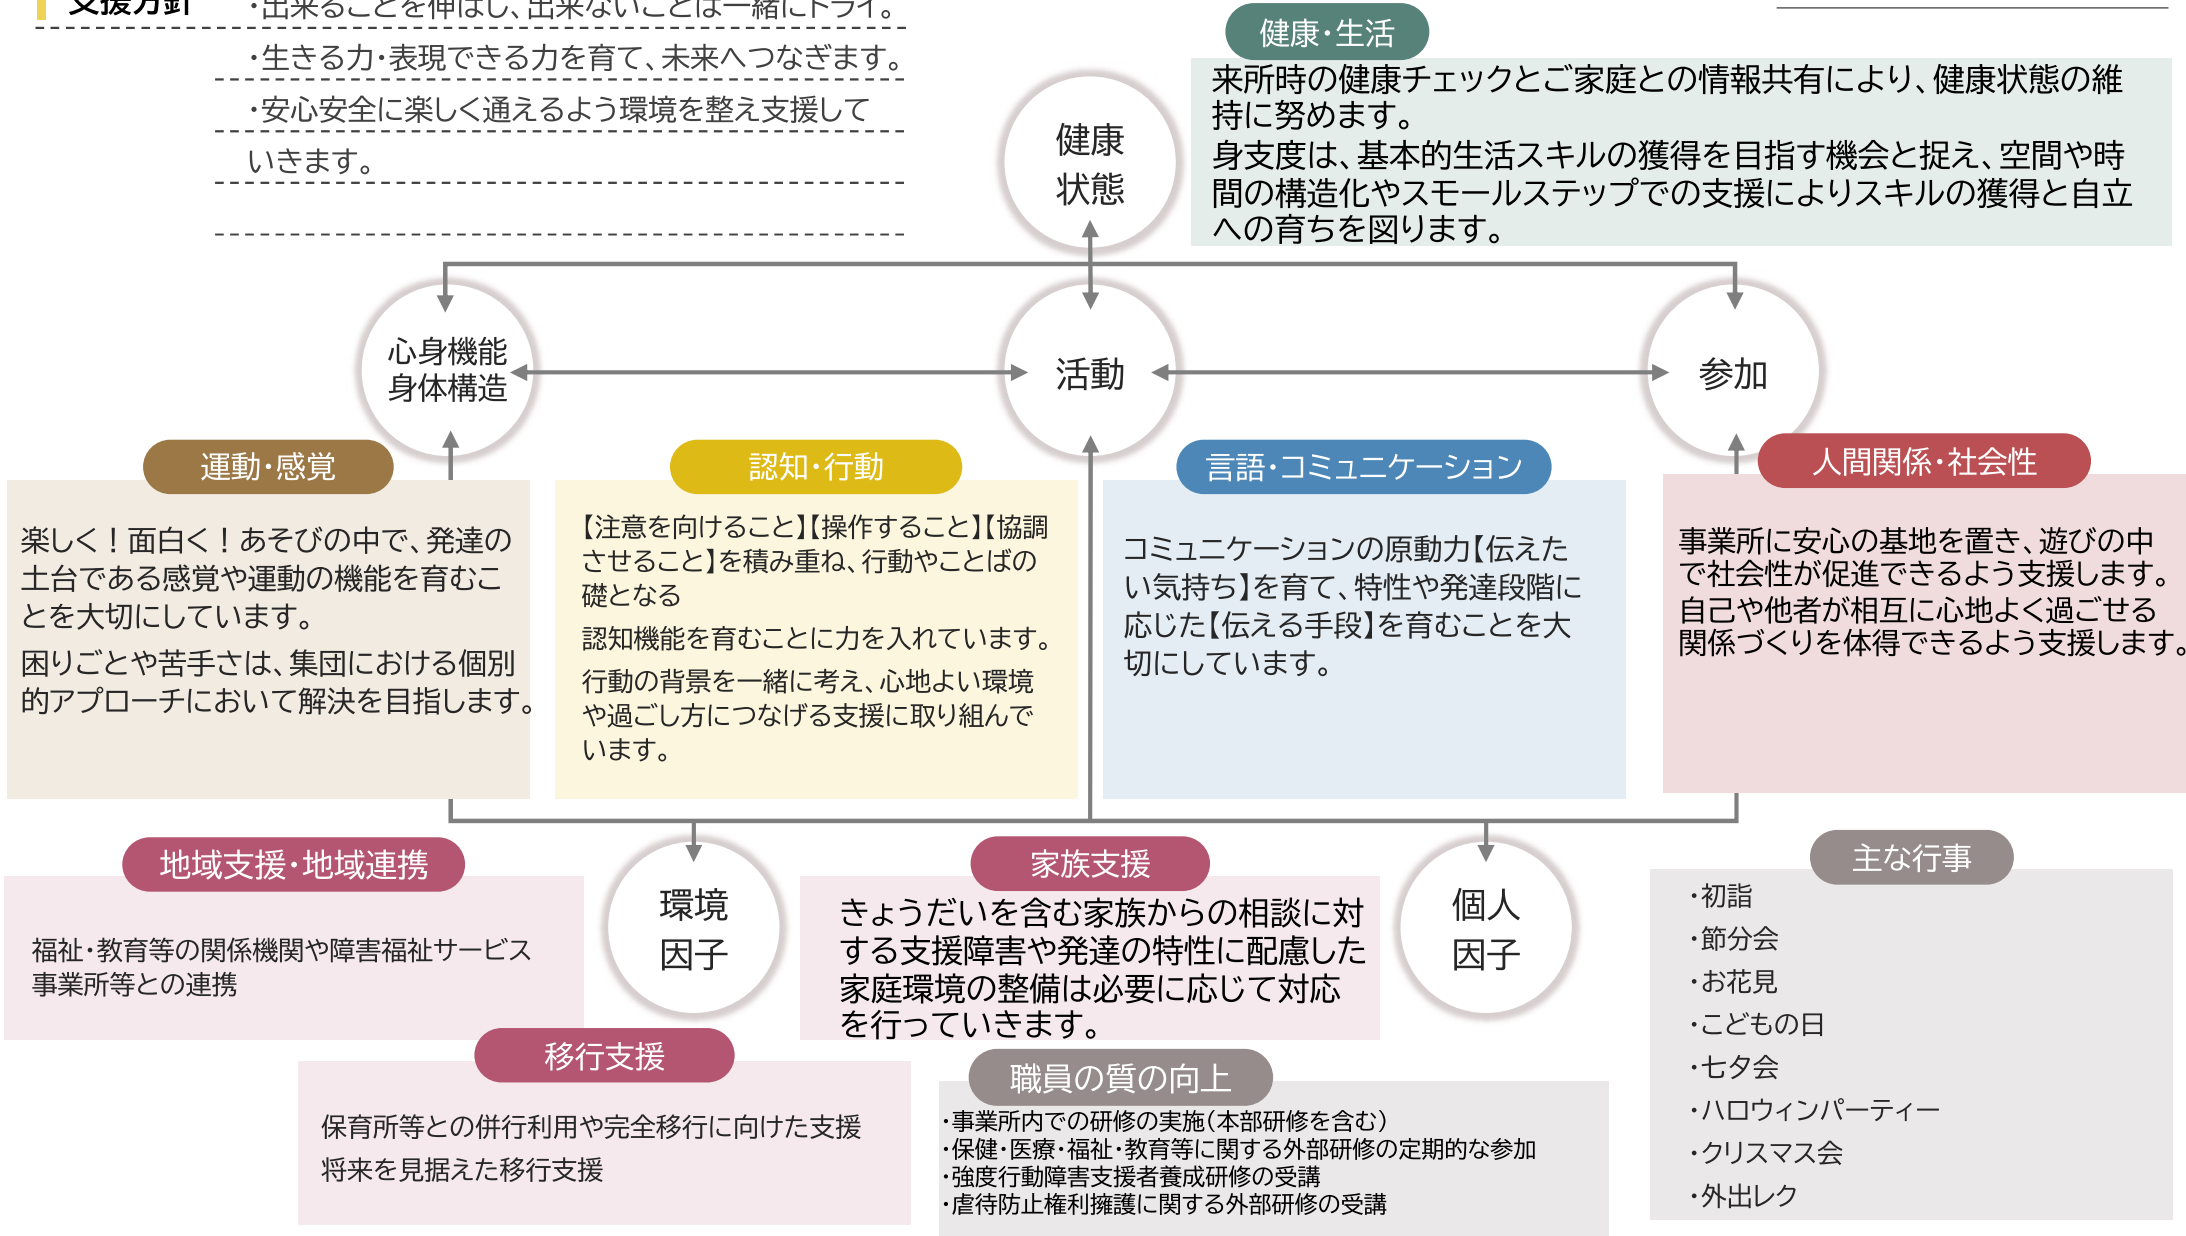 支援方針
・出来ることを伸ばし、出来ないことは一緒にトライ。
・生きる力・表現できる力を育て、未来へつなぎます。
・安心安全に楽しく通えるよう環境を整え支援して
いきます。
健康・生活
来所時の健康チェックとご家庭との情報共有により、健康状態の維
持に努めます。
身支度は、基本的生活スキルの獲得を目指す機会と捉え、空間や時
間の構造化やスモールステップでの支援によりスキルの獲得と自立
への育ちを図ります。
健康
状態
心身機能
身体構造
活動
参加
運動・感覚
楽しく！面白く！あそびの中で、発達の
土台である感覚や運動の機能を育むこ
とを大切にしています。
困りごとや苦手さは、集団における個別
的アプローチにおいて解決を目指します。
認知・行動
【注意を向けること】【操作すること】【協調
させること】を積み重ね、行動やことばの
礎となる
認知機能を育むことに力を入れています。
行動の背景を一緒に考え、心地よい環境
や過ごし方につなげる支援に取り組んで
います。
言語・コミュニケーション
コミュニケーションの原動力【伝えた
い気持ち】を育て、特性や発達段階に
応じた【伝える手段】を育むことを大
切にしています。
人間関係・社会性
事業所に安心の基地を置き、遊びの中
で社会性が促進できるよう支援します。
自己や他者が相互に心地よく過ごせる
関係づくりを体得できるよう支援します。
地域支援・地域連携
福祉・教育等の関係機関や障害福祉サービス
事業所等との連携
環境
因子
家族支援
きょうだいを含む家族からの相談に対
する支援障害や発達の特性に配慮した
家庭環境の整備は必要に応じて対応
を行っていきます。
個人
因子
移行支援
保育所等との併行利用や完全移行に向けた支援
将来を見据えた移行支援
職員の質の向上
・事業所内での研修の実施（本部研修を含む）
・保健・医療・福祉・教育等に関する外部研修の定期的な参加
・強度行動障害支援者養成研修の受講
・虐待防止権利擁護に関する外部研修の受講
主な行事
・初詣
・節分会
・お花見
・こどもの日
・七夕会
・ハロウィンパーティー
・クリスマス会
・外出レク